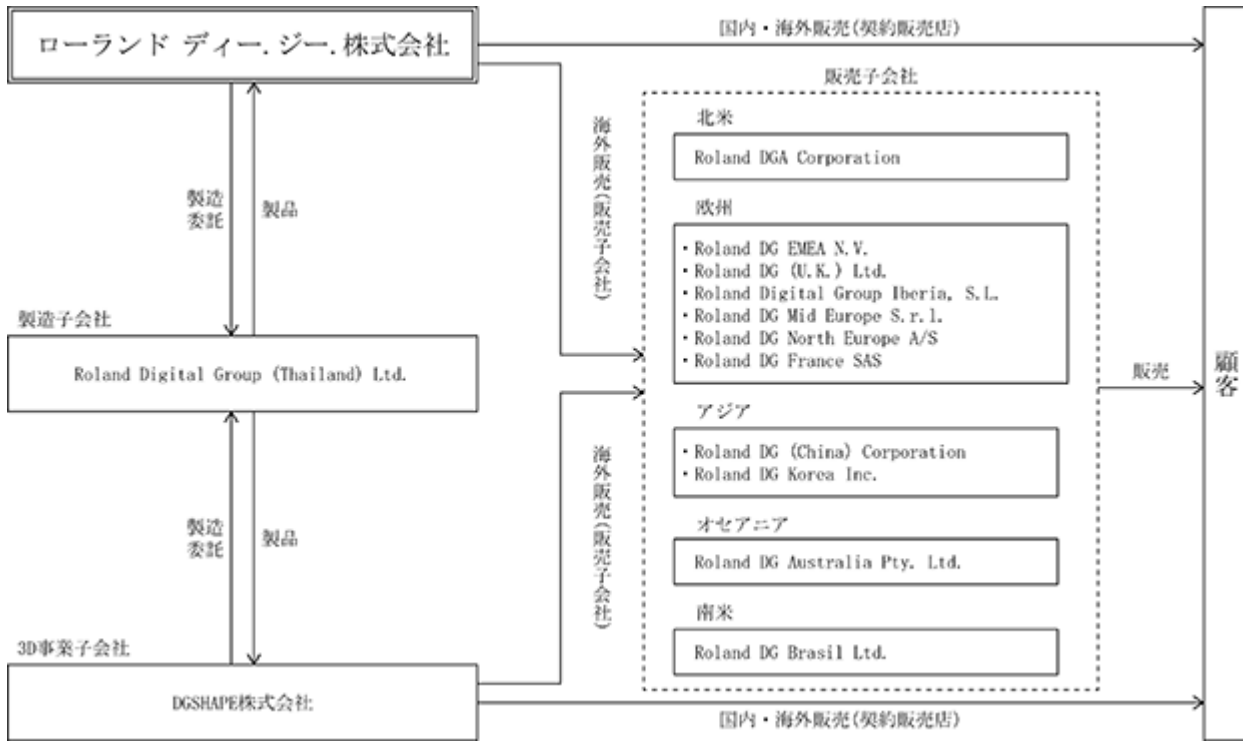 ローランド ディー.ジー.株式会社
国内・海外販売(契約販売店)
販売子会社
北米
Roland DGA Corporation
欧州
・Roland DG EMEA N.V.
・Roland DG (U.K.) Ltd.
・Roland Digital Group Iberia, S.L.
・Roland DG Mid Europe S.r.l.
・Roland DG North Europe A/S
・Roland DG France SAS
アジア
・Roland DG (China) Corporation
・Roland DG Korea Inc.
オセアニア
Roland DG Australia Pty. Ltd.
南米
Roland DG Brasil Ltd.
海外販売(販売子会社)
製造
委託
製品
製造子会社
Roland Digital Group (Thailand) Ltd.
製造
委託
製品
海外販売(販売子会社)
3D事業子会社
DGSHAPE株式会社
国内・海外販売(契約販売店)
販売
顧客